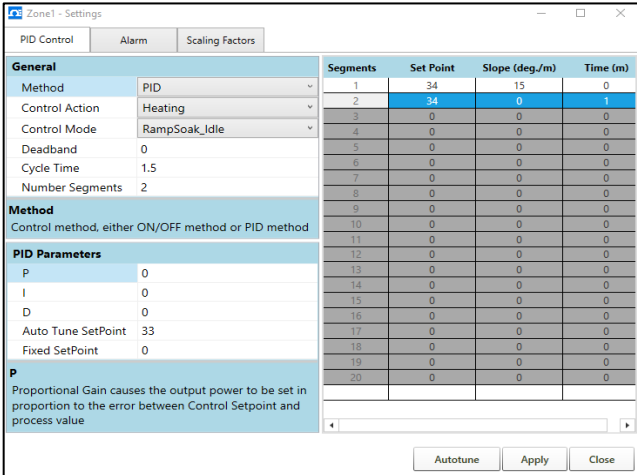 Zone1 - Settings
PID Control Alarm Scaling Factors
General
Method PID
Control Action Heating
Control Mode RampSoak_Idle
Deadband 0
Cycle Time 1.5
Number Segments 2
Method
Control method, either ON/OFF method or PID method
PID Parameters
P 0
I 0
D 0
Auto Tune SetPoint 33
Fixed SetPoint 0
P
Proportional Gain causes the output power to be set in
proportion to the error between Control Setpoint and
process value
Segments Set Point Slope (deg./m) Time (m)
1 34 15 0
2 34 0 1
3 0 0 0
4 0 0 0
5 0 0 0
6 0 0 0
7 0 0 0
8 0 0 0
9 0 0 0
10 0 0 0
11 0 0 0
12 0 0 0
13 0 0 0
14 0 0 0
15 0 0 0
16 0 0 0
17 0 0 0
18 0 0 0
19 0 0 0
20 0 0 0
Autotune Apply Close